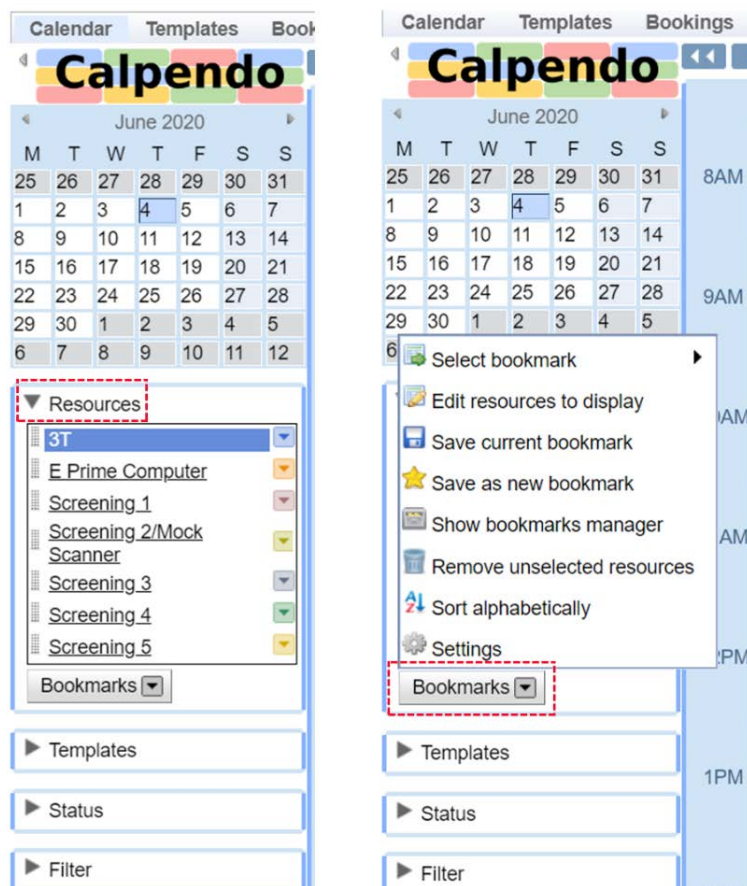 Calendar Templates
Calpendo
June 2020
M T W T F S S
25 26 27 28 29 30 31
1 2 3 4 5 6 7
8 9 10 11 12 13 14
15 16 17 18 19 20 21
22 23 24 25 26 27 28
29 30 1 2 3 4 5
6 7 8 9 10 11 12
Resources
3T
E Prime Computer
Screening 1
Screening 2/Mock
Scanner
Screening 3
Screening 4
Screening 5
Bookmarks
Templates
Status
Filter
Calendar Templates Bookings
Calpendo
June 2020
M T W T F S S
25 26 27 28 29 30 31
1 2 3 4 5 6 7
8 9 10 11 12 13 14
15 16 17 18 19 20 21
22 23 24 25 26 27 28
29 30 1 2 3 4 5
6
Select bookmark
Edit resources to display
Save current bookmark
Save as new bookmark
Show bookmarks manager
Remove unselected resources
Sort alphabetically
Settings
Bookmarks
Templates
Status
Filter
8AM
9AM
AM
AM
PM
1PM